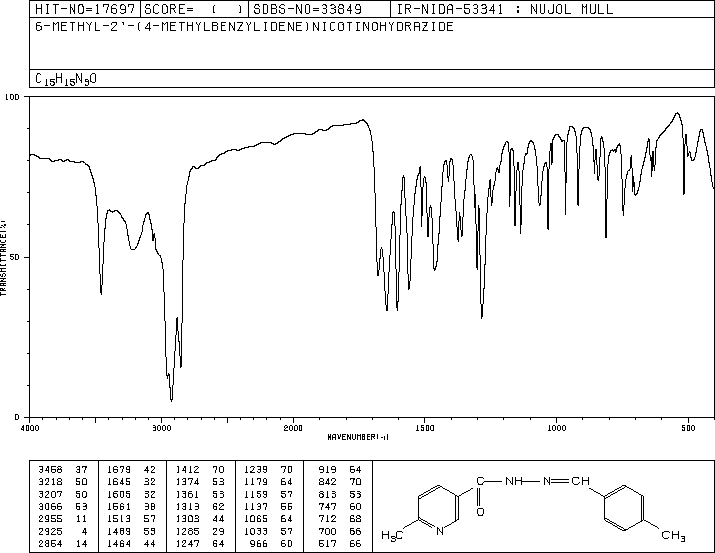 HIT-NO=17697 SCORE= ( ) SDBS-NO=33849 IR-NIDA-53341 : NUJOL MULL
6-METHYL-2'-(4-METHYLBENZYLIDENE)NICOTINOHYDRAZIDE
C15H15N3O
100
50
0
TRANSMITTANCE(%)
4000 3000 2000 1500 1000 500
WAVENUMBER(-1)
3458 37 1679 42 1412 70 1239 70 919 64
3218 50 1645 32 1374 53 1179 64 842 70
3207 50 1605 32 1361 53 1159 57 813 53
3066 53 1561 38 1313 62 1137 55 747 60
2955 11 1513 57 1303 44 1065 64 712 68
2925 4 1489 53 1285 29 1033 57 700 66
2854 14 1464 44 1247 64 966 60 517 66
C NH N CH
O
H3C N
CH3